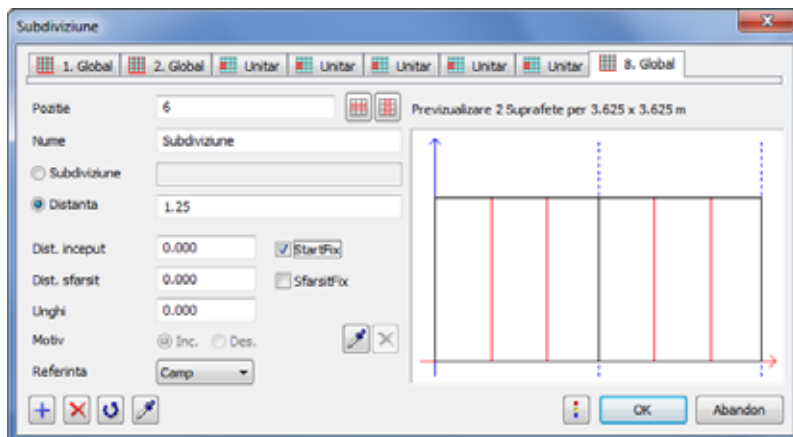 Subdiviziune
1. Global 2. Global Unitar Unitar Unitar Unitar Unitar 8. Global
Pozitie 6
Previzualizare 2 Suprafete per 3.625 x 3.625 m
Nume Subdiviziune
Subdiviziune
Distanta 1.25
Dist. inceput 0.000 StartFix
Dist. sfarsit 0.000 SfarsitFix
Unghi 0.000
Motiv Inc. Des.
Referinta Camp
OK Abandon